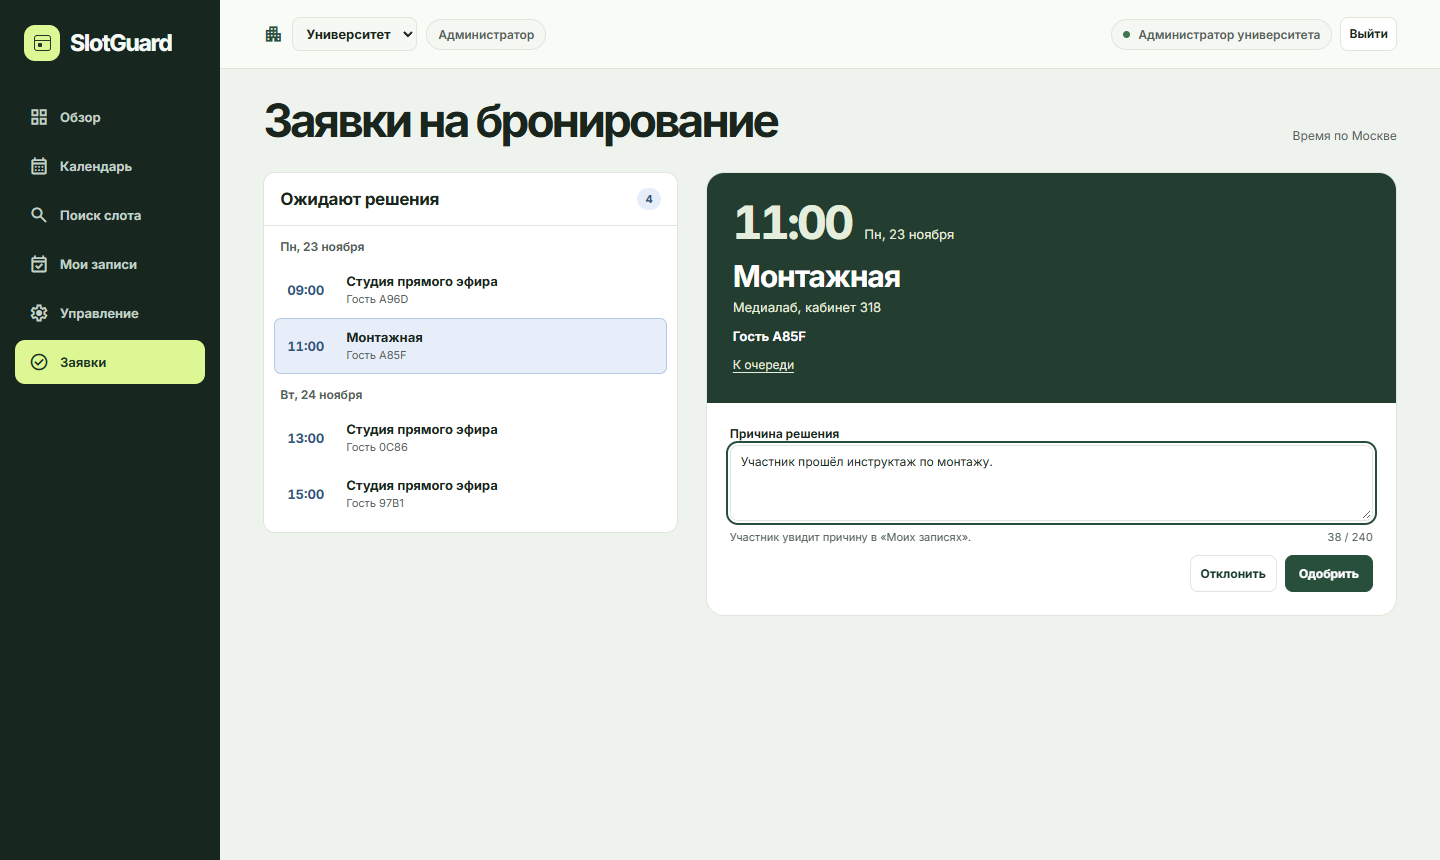 SlotGuard
Обзор
Календарь
Поиск слота
Мои записи
Управление
Заявки
Университет
Администратор
Администратор университета
Выйти
Заявки на бронирование
Время по Москве
Ожидают решения
4
Пн, 23 ноября
09:00
Студия прямого эфира
Гость A96D
11:00
Монтажная
Гость A85F
Вт, 24 ноября
13:00
Студия прямого эфира
Гость 0C86
15:00
Студия прямого эфира
Гость 97B1
11:00 Пн, 23 ноября
Монтажная
Медиалаб, кабинет 318
Гость A85F
К очереди
Причина решения
Участник прошёл инструктаж по монтажу.
Участник увидит причину в «Моих записях».
38 / 240
Отклонить
Одобрить